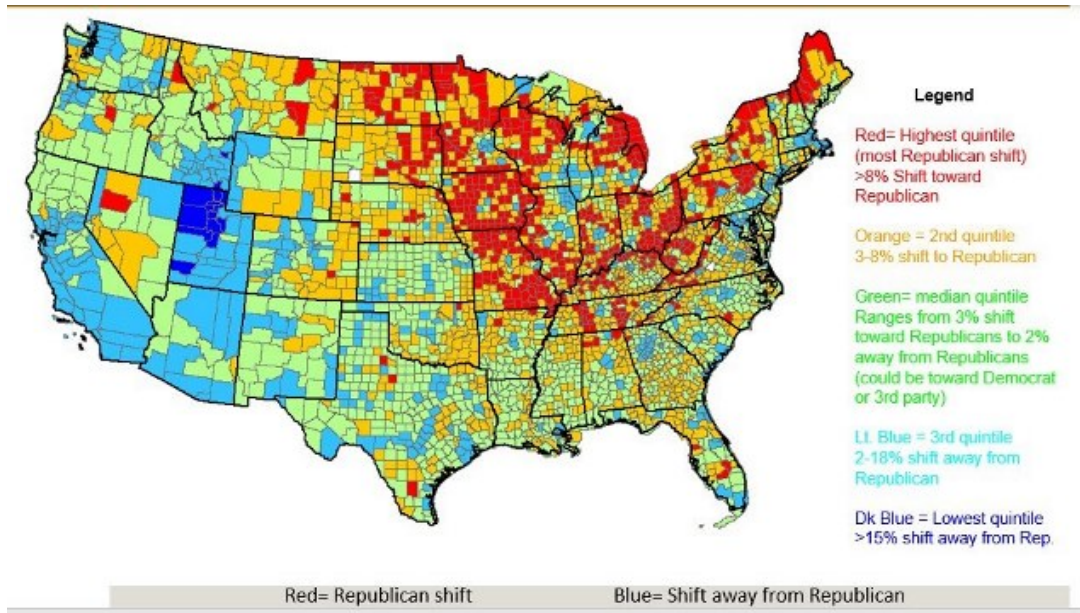 Legend
Red= Highest quintile
(most Republican shift)
>8% Shift toward
Republican
Orange = 2nd quintile
3-8% shift to Republican
Green= median quintile
Ranges from 3% shift
toward Republicans to 2%
away from Republicans
(could be toward Democrat
or 3rd party)
Lt. Blue = 3rd quintile
2-18% shift away from
Republican
Dk Blue = Lowest quintile
>15% shift away from Rep.
Red= Republican shift
Blue= Shift away from Republican